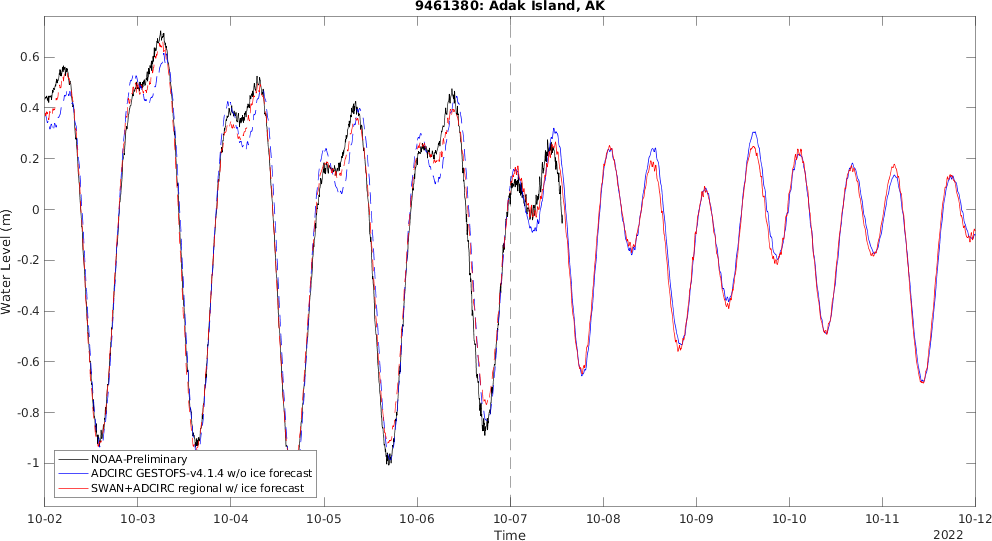 9461380: Adak Island, AK
Water Level (m)
0.6
0.4
0.2
0
-0.2
-0.4
-0.6
-0.8
-1
NOAA-Preliminary
ADCIRC GESTOFS-v4.1.4 w/o ice forecast
SWAN+ADCIRC regional w/ ice forecast
10-02 10-03 10-04 10-05 10-06 10-07 10-08 10-09 10-10 10-11 10-12
Time
2022